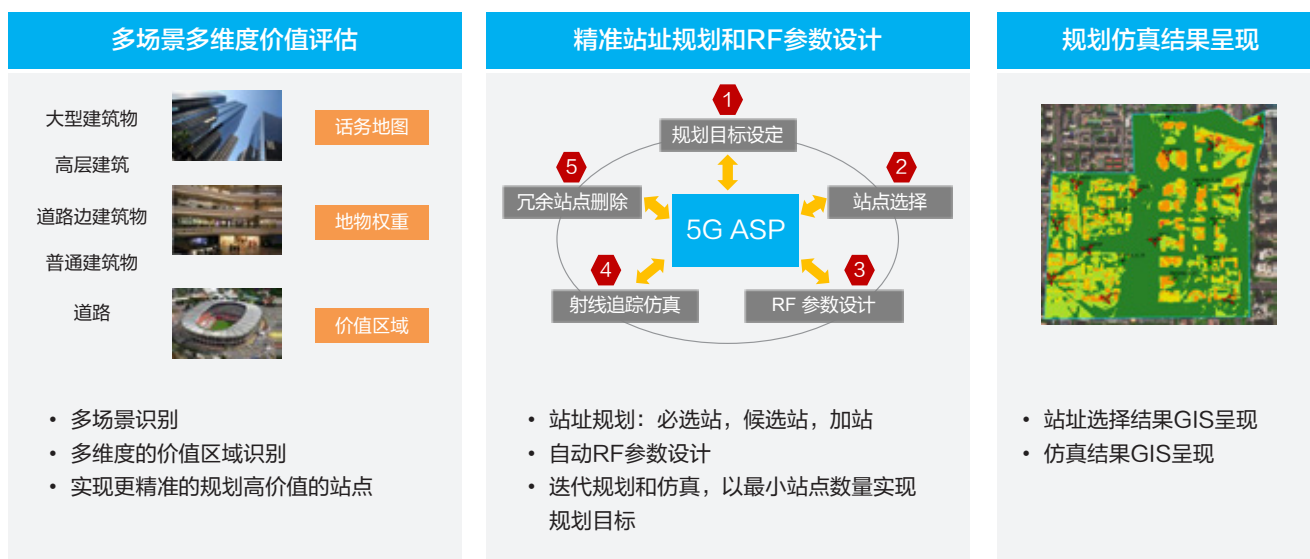 多场景多维度价值评估
大型建筑物
高层建筑
道路边建筑物
普通建筑物
道路
话务地图
地物权重
价值区域
• 多场景识别
• 多维度的价值区域识别
• 实现更精准的规划高价值的站点
精准站址规划和RF参数设计
1
规划目标设定
2
站点选择
3
RF 参数设计
4
射线追踪仿真
5
冗余站点删除
5G ASP
• 站址规划：必选站，候选站，加站
• 自动RF参数设计
• 迭代规划和仿真，以最小站点数量实现
规划目标
规划仿真结果呈现
• 站址选择结果GIS呈现
• 仿真结果GIS呈现